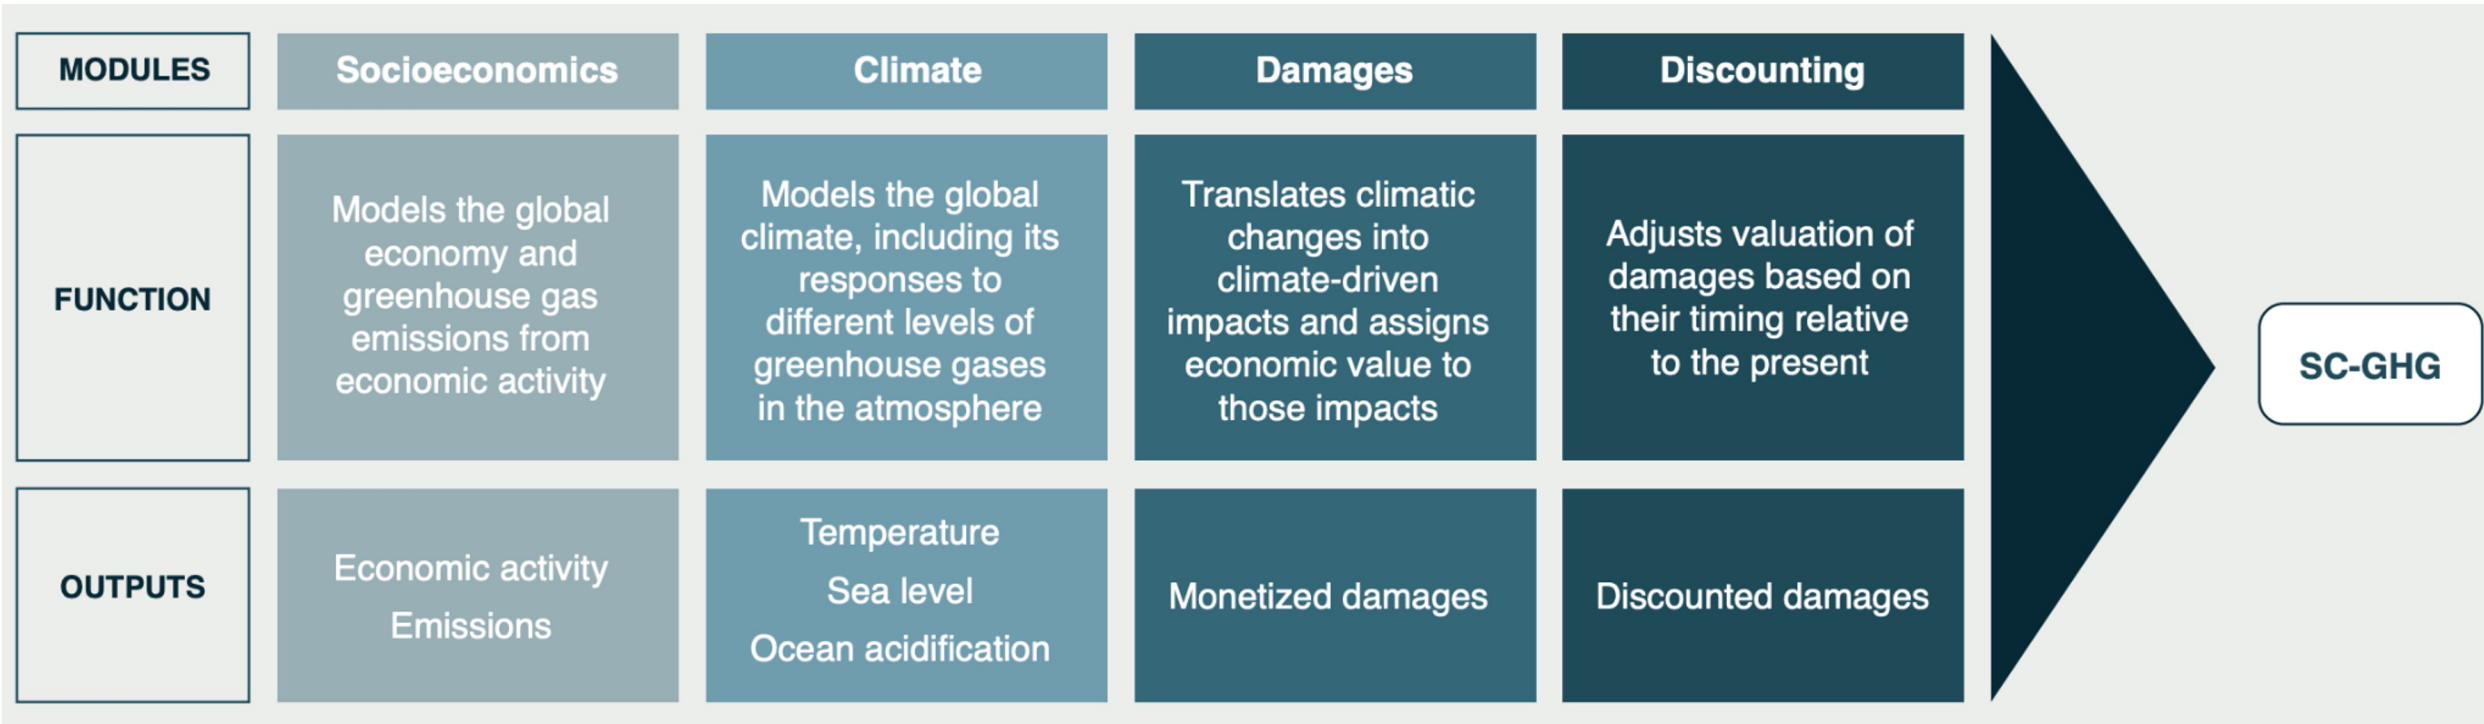 MODULES
Socioeconomics
Climate
Damages
Discounting
FUNCTION
Models the global
economy and
greenhouse gas
emissions from
economic activity
Models the global
climate, including its
responses to
different levels of
greenhouse gases
in the atmosphere
Translates climatic
changes into
climate-driven
impacts and assigns
economic value to
those impacts
Adjusts valuation of
damages based on
their timing relative
to the present
OUTPUTS
Economic activity
Emissions
Temperature
Sea level
Ocean acidification
Monetized damages
Discounted damages
SC-GHG